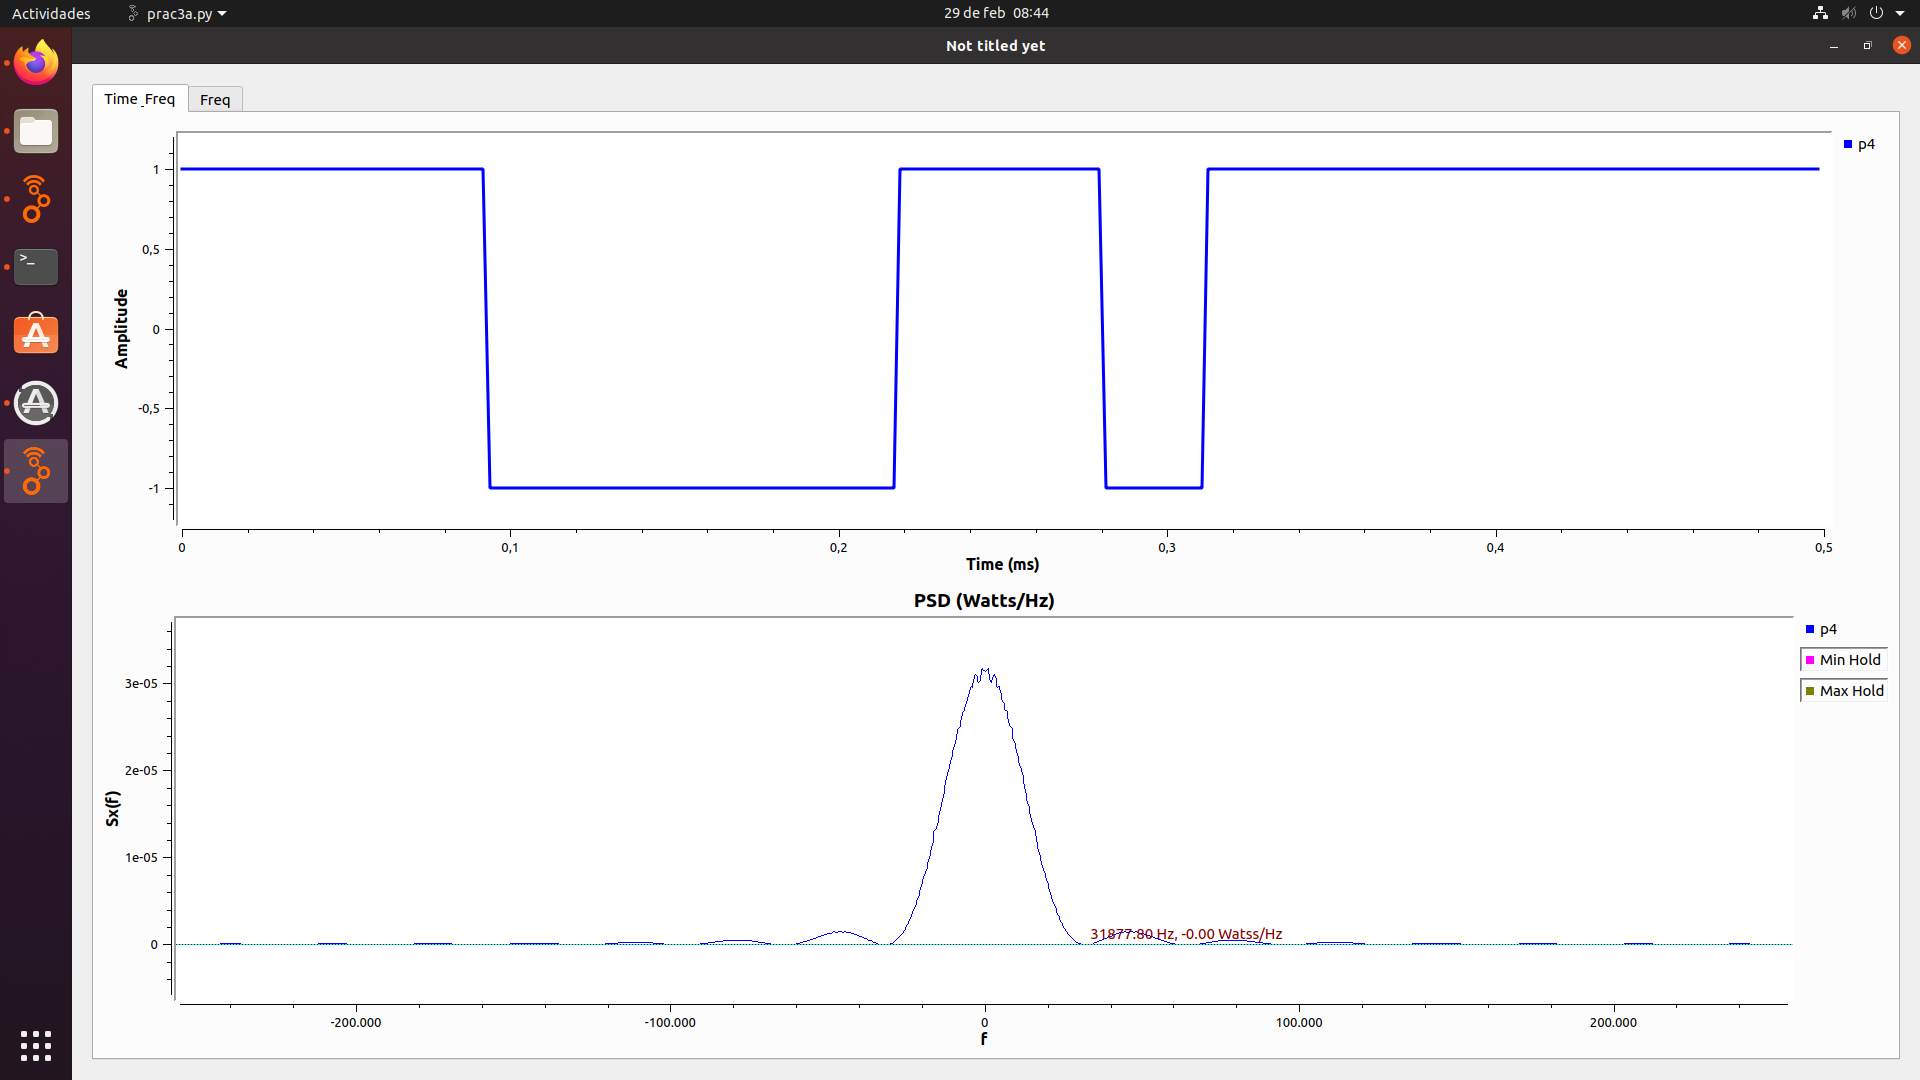 Actividades
prac3a.py
29 de feb 08:44
Not titled yet
Time_Freq
Freq
p4
1
0,5
0
-0,5
-1
Amplitude
0
0,1
0,2
0,3
0,4
0,5
Time (ms)
PSD (Watts/Hz)
p4
Min Hold
Max Hold
3e-05
2e-05
1e-05
0
Sx(f)
31877.80 Hz, -0.00 Watss/Hz
-200.000
-100.000
0
100.000
200.000
f